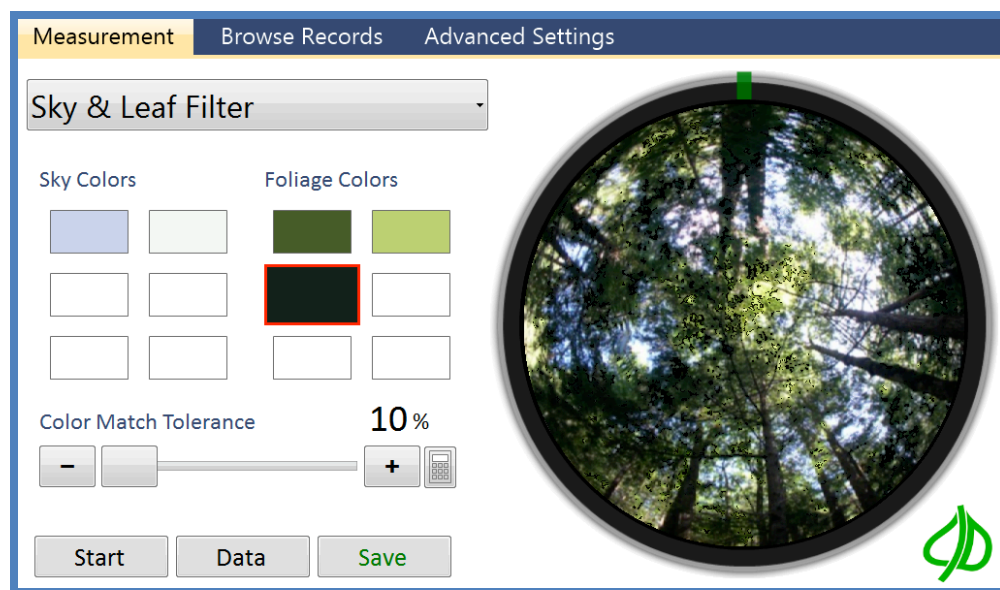 Measurement Browse Records Advanced Settings
Sky & Leaf Filter
Sky Colors Foliage Colors
Color Match Tolerance 10 %
− +
Start Data Save